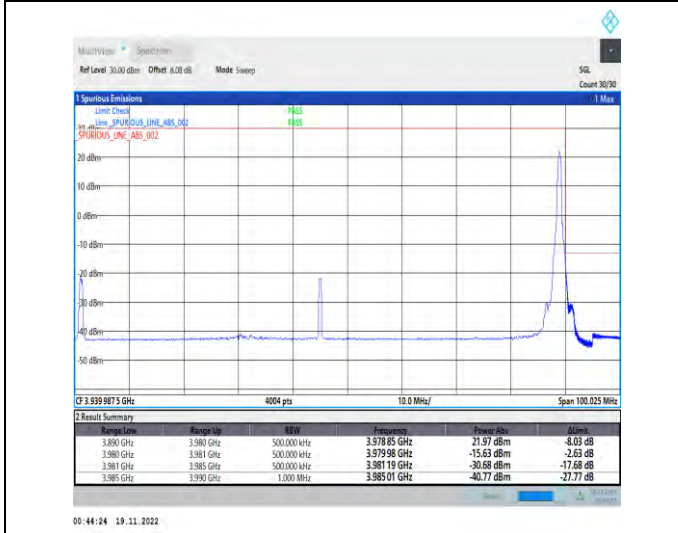 MultiView Spectrum
Ref Level 30.00 dBm Offset 8.08 dB Mode Sweep SGL
Count 30/30
1 Spurious Emissions 1 Max
Limit Check PASS
Line _SPURIOUS_LINE_ABS_002 PASS
_SPURIOUS_LINE_ABS_002
20 dBm
10 dBm
0 dBm
-10 dBm
-20 dBm
-30 dBm
-40 dBm
-50 dBm
CF 3.939 987 5 GHz 4004 pts 10.0 MHz/ Span 100.025 MHz
2 Result Summary
Range Low Range Up RBW Frequency Power Abs ΔLimit
3.890 GHz 3.980 GHz 500.000 kHz 3.978 85 GHz 21.97 dBm -8.03 dB
3.980 GHz 3.981 GHz 500.000 kHz 3.979 98 GHz -15.63 dBm -2.63 dB
3.981 GHz 3.985 GHz 500.000 kHz 3.981 19 GHz -30.68 dBm -17.68 dB
3.985 GHz 3.990 GHz 1.000 MHz 3.985 01 GHz -40.77 dBm -27.77 dB
00:44:24 19.11.2022